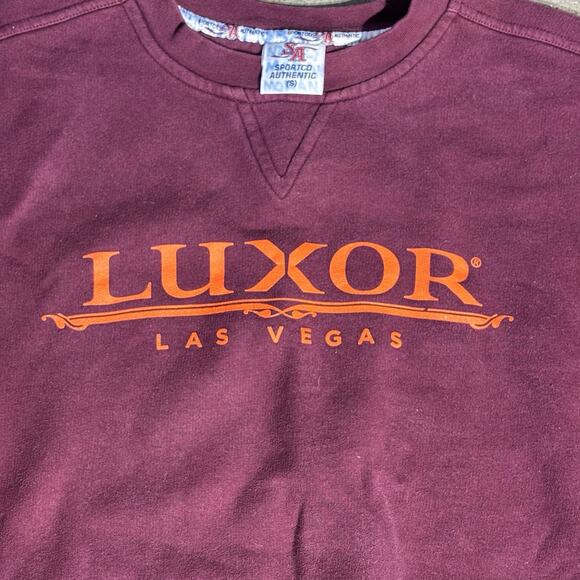 SA
SPORTCO
AUTHENTIC
(S)
LUXOR®
LAS VEGAS